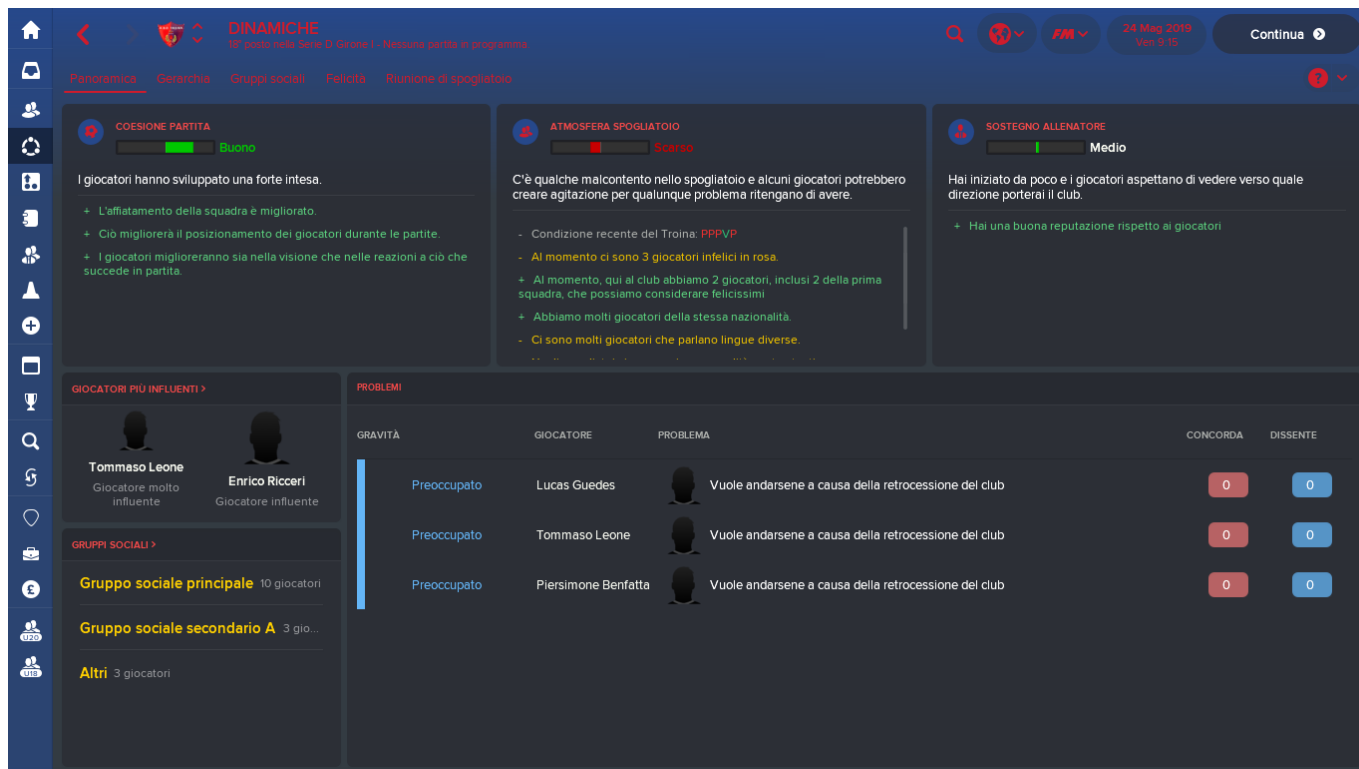 DINAMICHE
18° posto nella Serie D Girone I - Nessuna partita in programma
FM
24 Mag 2019
Ven 9:15
Continua
Panoramica Gerarchia Gruppi sociali Felicità Riunione di spogliatoio
?
COESIONE PARTITA
Buono
I giocatori hanno sviluppato una forte intesa.
+ L'affiatamento della squadra è migliorato.
+ Ciò migliorerà il posizionamento dei giocatori durante le partite.
+ I giocatori miglioreranno sia nella visione che nelle reazioni a ciò che
succede in partita.
ATMOSFERA SPOGLIATOIO
Scarso
C'è qualche malcontento nello spogliatoio e alcuni giocatori potrebbero
creare agitazione per qualunque problema ritengano di avere.
- Condizione recente del Troina: PPPVP
- Al momento ci sono 3 giocatori infelici in rosa.
+ Al momento, qui al club abbiamo 2 giocatori, inclusi 2 della prima
squadra, che possiamo considerare felicissimi
+ Abbiamo molti giocatori della stessa nazionalità.
- Ci sono molti giocatori che parlano lingue diverse.
SOSTEGNO ALLENATORE
Medio
Hai iniziato da poco e i giocatori aspettano di vedere verso quale
direzione porterai il club.
+ Hai una buona reputazione rispetto ai giocatori
GIOCATORI PIÙ INFLUENTI >
Tommaso Leone
Giocatore molto
influente
Enrico Ricceri
Giocatore influente
GRUPPI SOCIALI >
Gruppo sociale principale 10 giocatori
Gruppo sociale secondario A 3 gio...
Altri 3 giocatori
PROBLEMI
GRAVITÀ GIOCATORE PROBLEMA CONCORDA DISSENTE
Preoccupato Lucas Guedes Vuole andarsene a causa della retrocessione del club 0 0
Preoccupato Tommaso Leone Vuole andarsene a causa della retrocessione del club 0 0
Preoccupato Piersimone Benfatta Vuole andarsene a causa della retrocessione del club 0 0
U20
U18